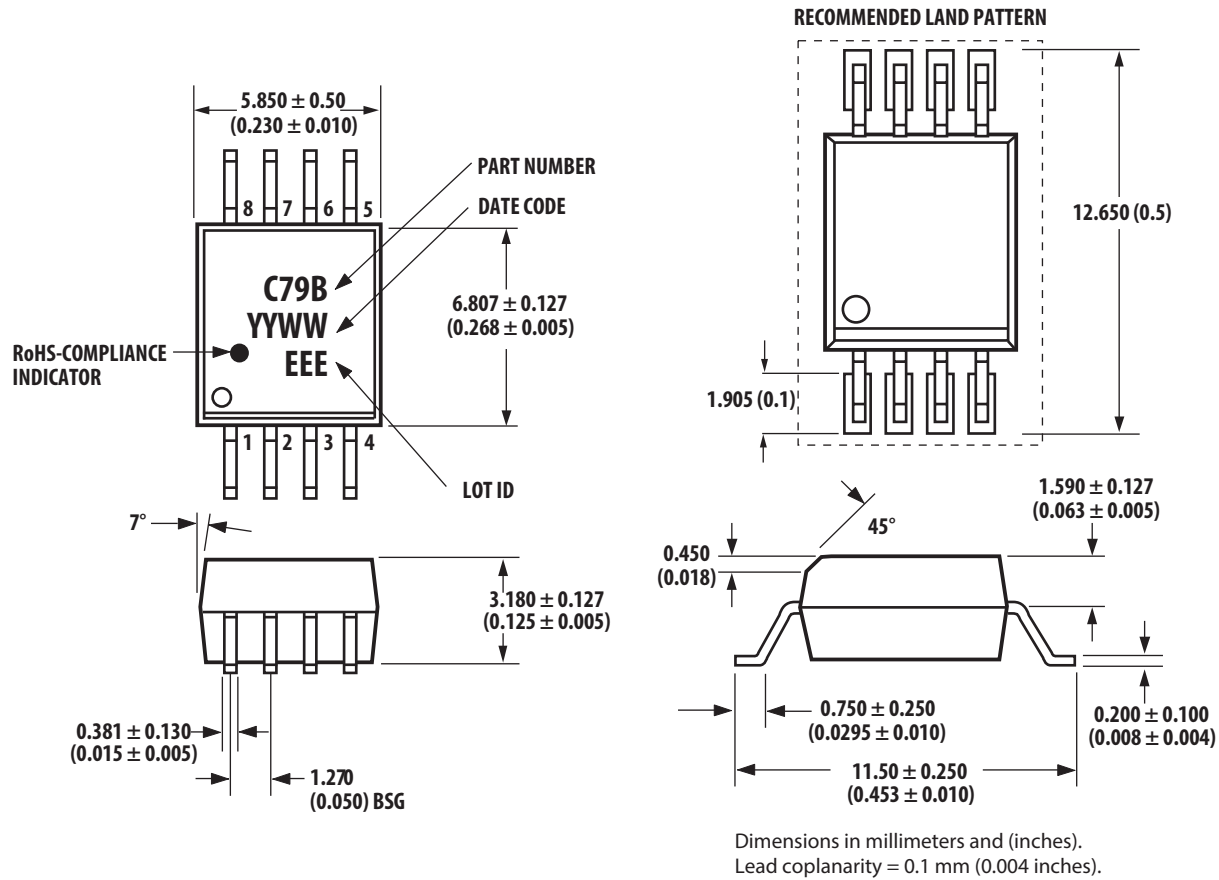 RECOMMENDED LAND PATTERN
5.850 ± 0.50
(0.230 ± 0.010)
PART NUMBER
8 7 6 5
DATE CODE
12.650 (0.5)
C79B
6.807 ± 0.127
(0.268 ± 0.005)
YYWW
RoHS-COMPLIANCE
INDICATOR
EEE
1.905 (0.1)
1 2 3 4
LOT ID
7°
45°
1.590 ± 0.127
(0.063 ± 0.005)
0.450
(0.018)
3.180 ± 0.127
(0.125 ± 0.005)
0.381 ± 0.130
(0.015 ± 0.005)
1.270
(0.050) BSG
0.750 ± 0.250
(0.0295 ± 0.010)
0.200 ± 0.100
(0.008 ± 0.004)
11.50 ± 0.250
(0.453 ± 0.010)
Dimensions in millimeters and (inches).
Lead coplanarity = 0.1 mm (0.004 inches).